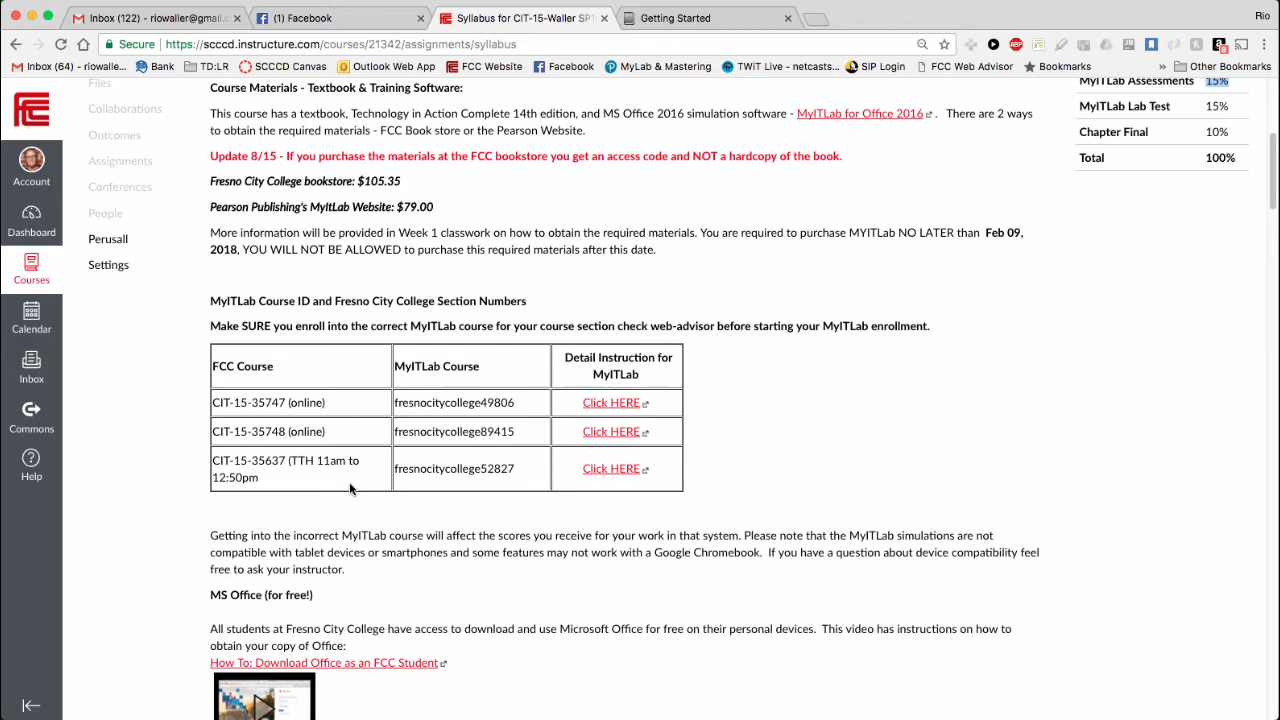 Inbox (122) - riowaller@gmail.c
(1) Facebook
Syllabus for CIT-15-Waller SP1
Getting Started
Rio
Secure
https://scccd.instructure.com/courses/21342/assignments/syllabus
Inbox (64) - riowalle...
Bank
TD:LR
SCCCD Canvas
Outlook Web App
FCC Website
Facebook
MyLab & Mastering
TWiT Live - netcasts...
SIP Login
FCC Web Advisor
Bookmarks
»
Other Bookmarks
FCC
Account
Dashboard
Courses
Calendar
Inbox
Commons
Help
Files
Collaborations
Outcomes
Assignments
Conferences
People
Perusall
Settings
Course Materials - Textbook & Training Software:
This course has a textbook, Technology in Action Complete 14th edition, and MS Office 2016 simulation software - MyITLab for Office 2016 . There are 2 ways
to obtain the required materials - FCC Book store or the Pearson Website.
Update 8/15 - If you purchase the materials at the FCC bookstore you get an access code and NOT a hardcopy of the book.
Fresno City College bookstore: $105.35
Pearson Publishing's MyItLab Website: $79.00
More information will be provided in Week 1 classwork on how to obtain the required materials. You are required to purchase MYITLab NO LATER than Feb 09,
2018, YOU WILL NOT BE ALLOWED to purchase this required materials after this date.
MyITLab Course ID and Fresno City College Section Numbers
Make SURE you enroll into the correct MyITLab course for your course section check web-advisor before starting your MyITLab enrollment.
FCC Course
MyITLab Course
Detail Instruction for
MyITLab
CIT-15-35747 (online)
fresnocitycollege49806
Click HERE
CIT-15-35748 (online)
fresnocitycollege89415
Click HERE
CIT-15-35637 (TTH 11am to
12:50pm
fresnocitycollege52827
Click HERE
Getting into the incorrect MyITLab course will affect the scores you receive for your work in that system. Please note that the MyITLab simulations are not
compatible with tablet devices or smartphones and some features may not work with a Google Chromebook. If you have a question about device compatibility feel
free to ask your instructor.
MS Office (for free!)
All students at Fresno City College have access to download and use Microsoft Office for free on their personal devices. This video has instructions on how to
obtain your copy of Office:
How To: Download Office as an FCC Student
MyITLab Assessments 15%
MyITLab Lab Test 15%
Chapter Final 10%
Total 100%